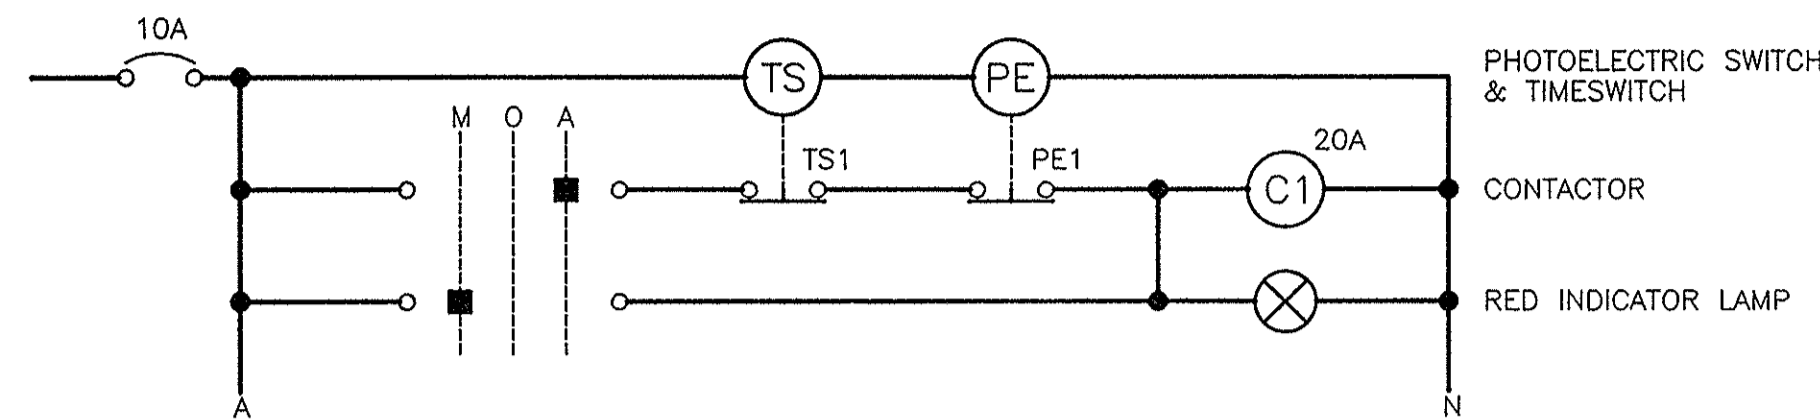 10A
TS
PE
PHOTOELECTRIC SWITCH
& TIMESWITCH
M O A
TS1
PE1
20A
C1
CONTACTOR
RED INDICATOR LAMP
A
N